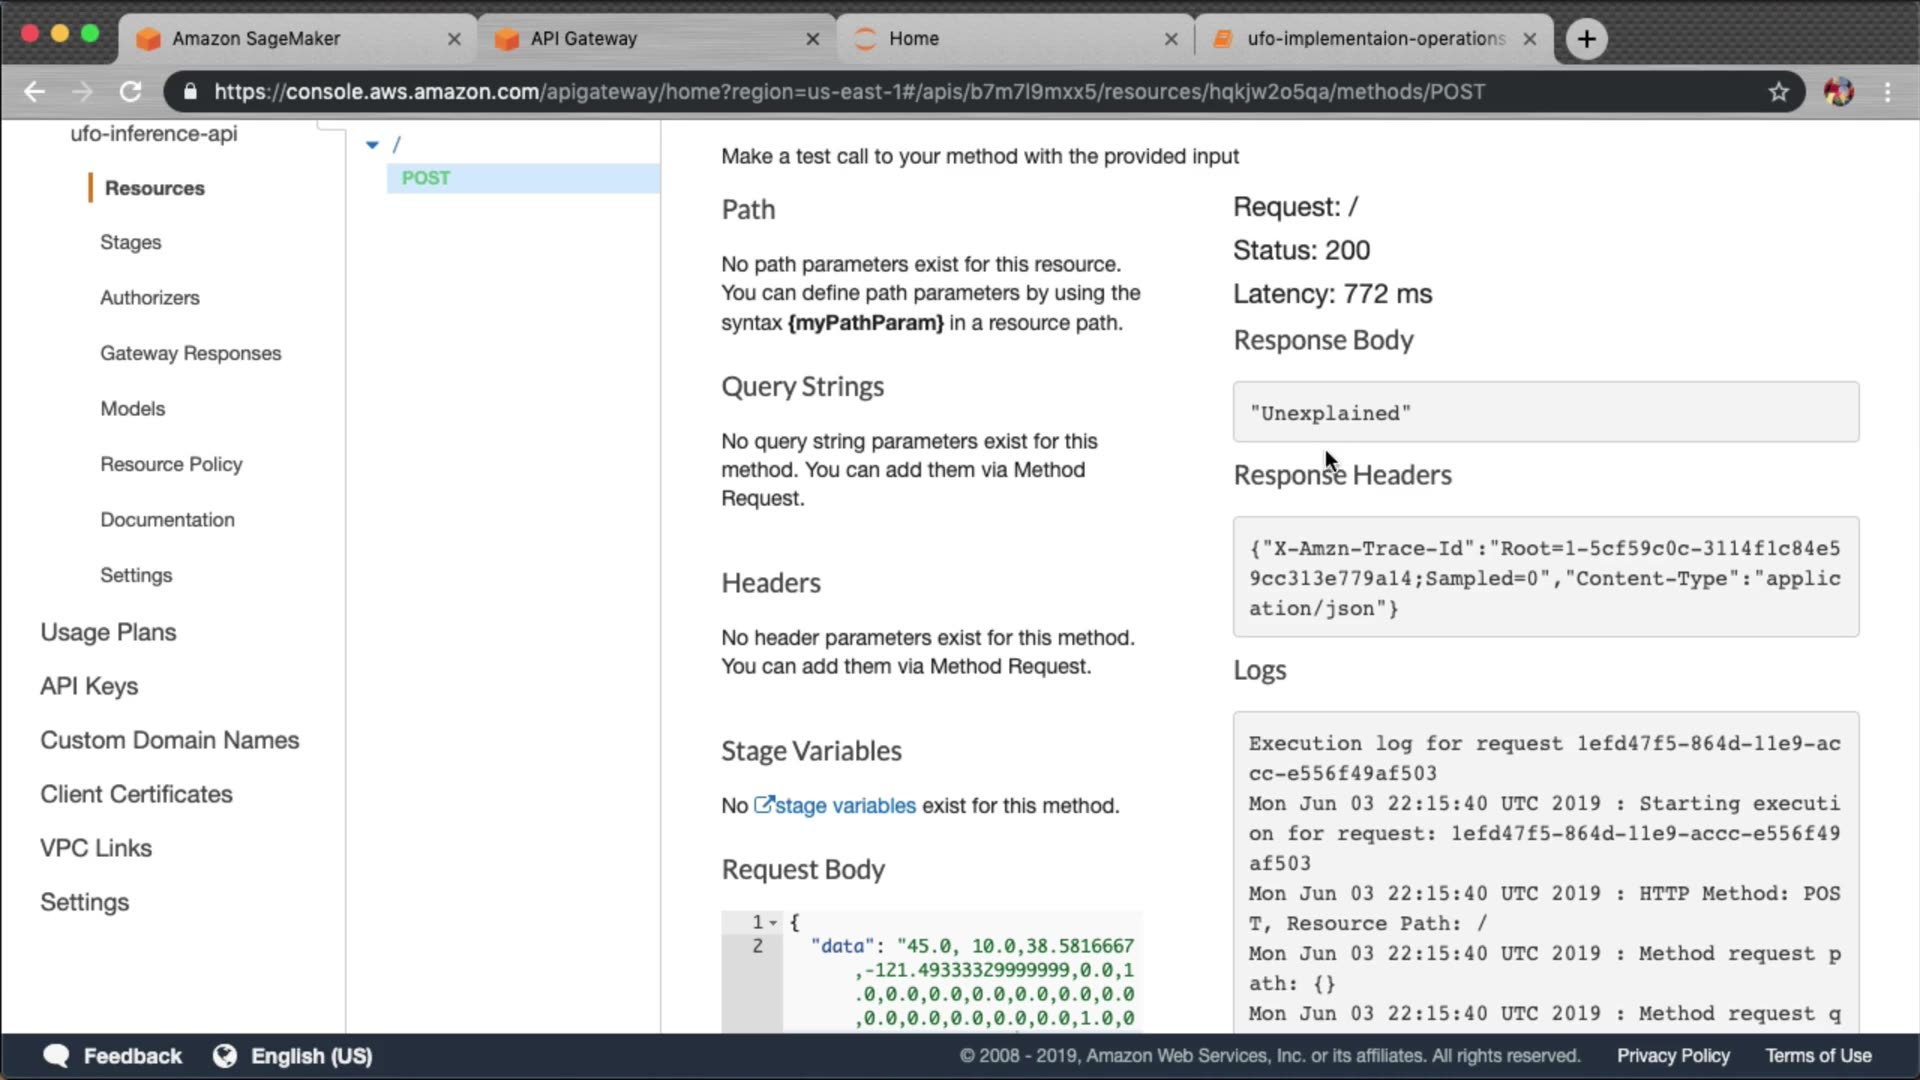 Amazon SageMaker
API Gateway
Home
ufo-implementaion-operations
https://console.aws.amazon.com/apigateway/home?region=us-east-1#/apis/b7m7l9mxx5/resources/hqkjw2o5qa/methods/POST
ufo-inference-api
Resources
Stages
Authorizers
Gateway Responses
Models
Resource Policy
Documentation
Settings
Usage Plans
API Keys
Custom Domain Names
Client Certificates
VPC Links
Settings
/
POST
Make a test call to your method with the provided input
Path
No path parameters exist for this resource.
You can define path parameters by using the
syntax {myPathParam} in a resource path.
Query Strings
No query string parameters exist for this
method. You can add them via Method
Request.
Headers
No header parameters exist for this method.
You can add them via Method Request.
Stage Variables
No stage variables exist for this method.
Request Body
1 {
2 "data": "45.0, 10.0,38.5816667
,-121.49333329999999,0.0,1
.0,0.0,0.0,0.0,0.0,0.0,0.0
,0.0,0.0,0.0,0.0,0.0,1.0,0
Request: /
Status: 200
Latency: 772 ms
Response Body
"Unexplained"
Response Headers
{"X-Amzn-Trace-Id":"Root=1-5cf59c0c-3114f1c84e5
9cc313e779a14;Sampled=0","Content-Type":"applic
ation/json"}
Logs
Execution log for request 1efd47f5-864d-11e9-ac
cc-e556f49af503
Mon Jun 03 22:15:40 UTC 2019 : Starting executi
on for request: 1efd47f5-864d-11e9-accc-e556f49
af503
Mon Jun 03 22:15:40 UTC 2019 : HTTP Method: POS
T, Resource Path: /
Mon Jun 03 22:15:40 UTC 2019 : Method request p
ath: {}
Mon Jun 03 22:15:40 UTC 2019 : Method request q
Feedback
English (US)
© 2008 - 2019, Amazon Web Services, Inc. or its affiliates. All rights reserved.
Privacy Policy
Terms of Use